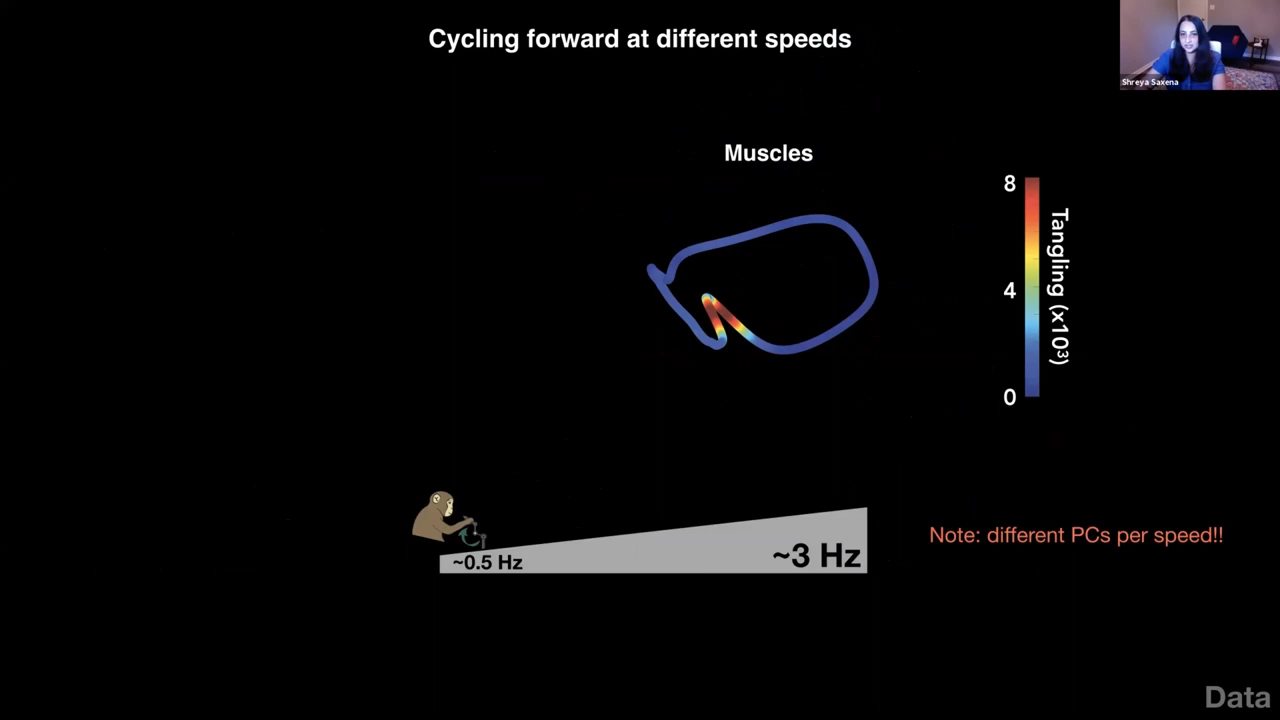 Cycling forward at different speeds
Shreya Saxena
Muscles
8
4
0
Tangling (x10³)
~0.5 Hz
~3 Hz
Note: different PCs per speed!!
Data